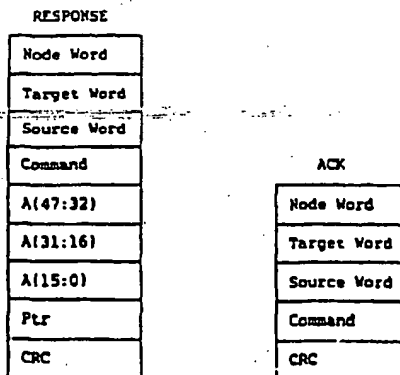 RESPONSE
Node Word
Target Word
Source Word
Command
A(47:32)
A(31:16)
A(15:0)
Ptr
CRC
ACK
Node Word
Target Word
Source Word
Command
CRC